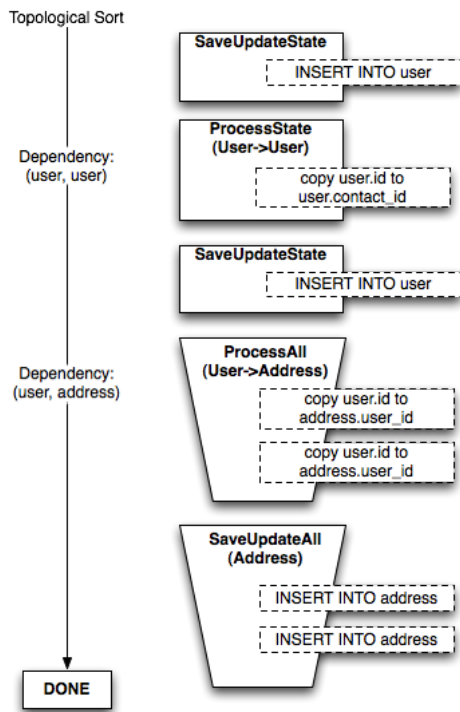 Topological Sort
SaveUpdateState
INSERT INTO user
ProcessState
(User->User)
Dependency:
(user, user)
copy user.id to
user.contact_id
SaveUpdateState
INSERT INTO user
ProcessAll
(User->Address)
Dependency:
(user, address)
copy user.id to
address.user_id
copy user.id to
address.user_id
SaveUpdateAll
(Address)
INSERT INTO address
INSERT INTO address
DONE